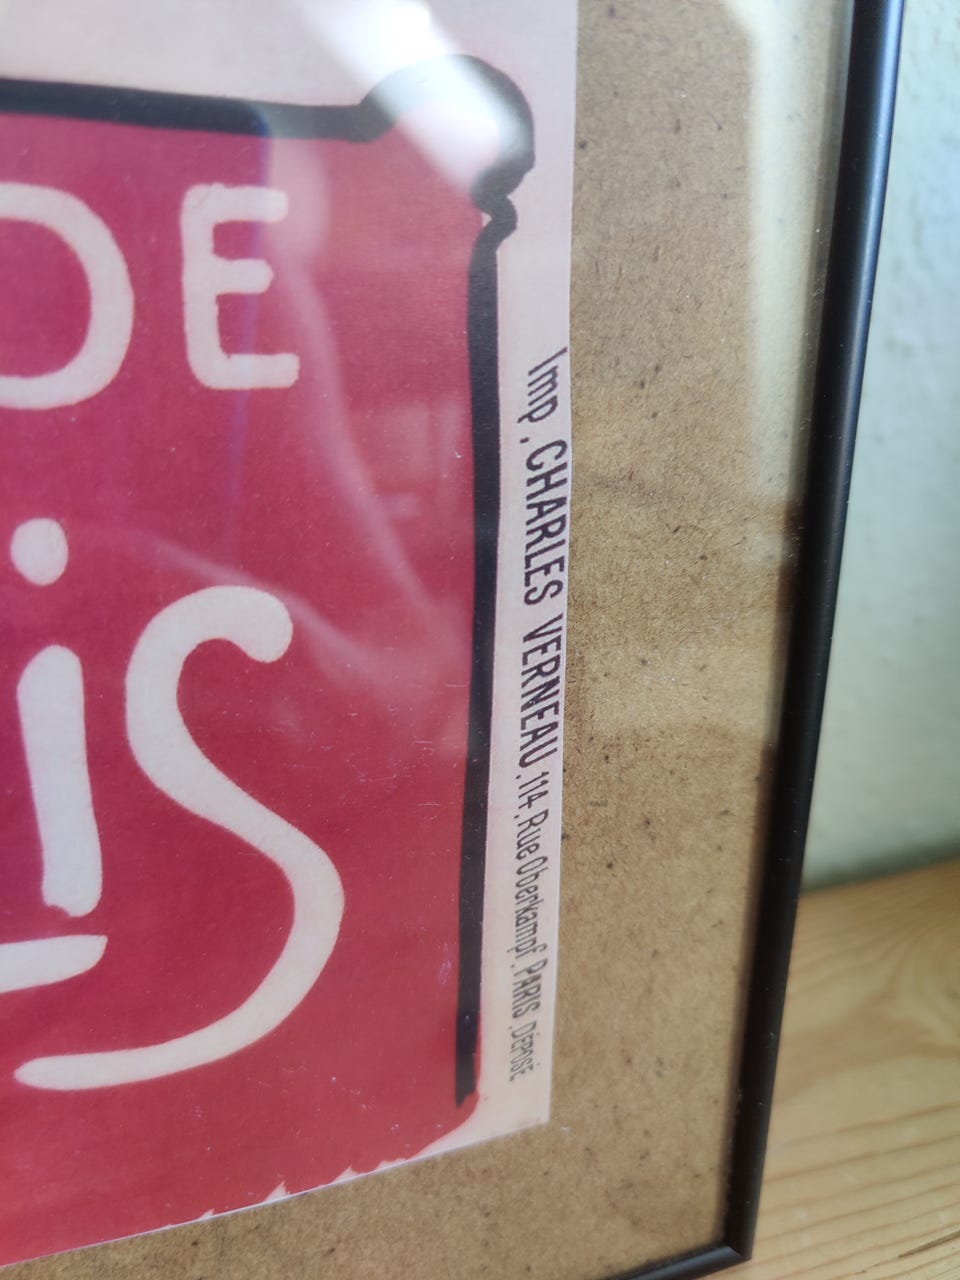 DE
is
Imp. CHARLES VERNEAU.114,Rue Oberkampf.PARIS.DÉPOSÉ